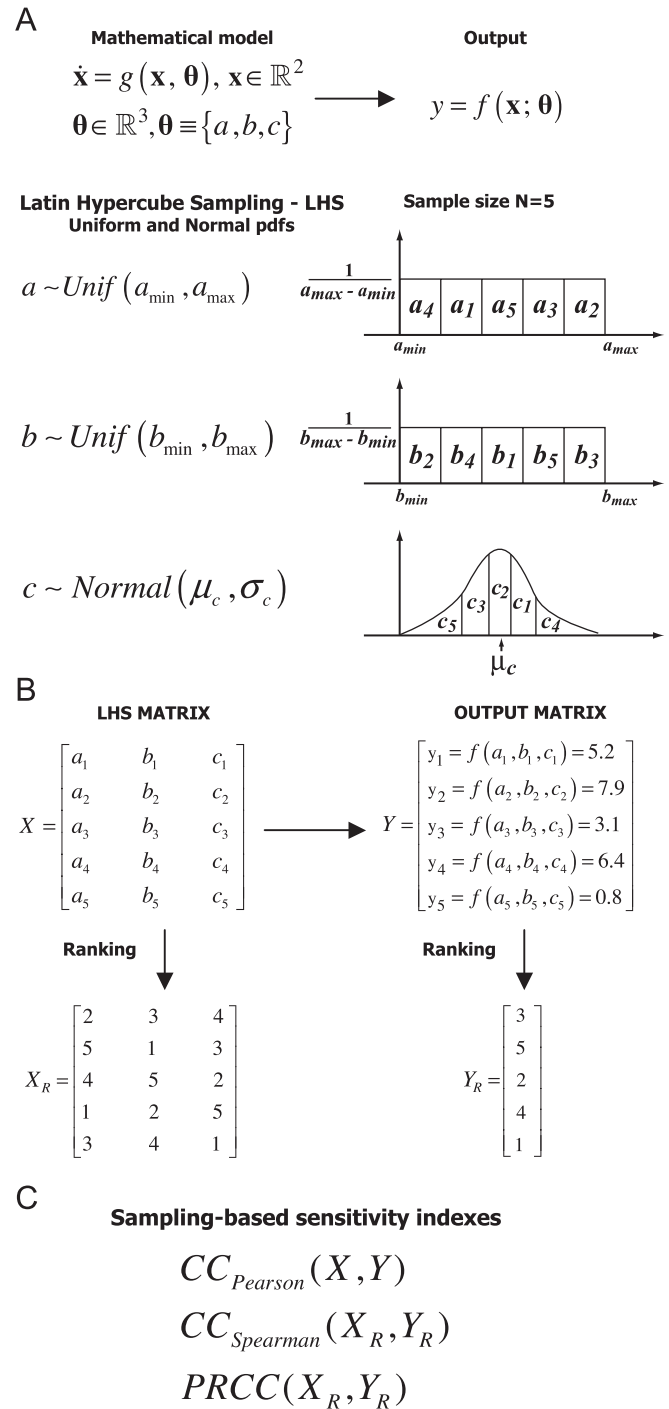 A
Mathematical model
Output
ẋ = g(x, θ), x ∈ ℝ²
θ ∈ ℝ³, θ ≡ {a, b, c}
y = f(x; θ)
Latin Hypercube Sampling - LHS
Uniform and Normal pdfs
Sample size N=5
a ~ Unif(a_min, a_max)
1
a_max - a_min
a₄ a₁ a₅ a₃ a₂
a_min a_max
b ~ Unif(b_min, b_max)
1
b_max - b_min
b₂ b₄ b₁ b₅ b₃
b_min b_max
c ~ Normal(μ_c, σ_c)
c₅ c₃ c₂ c₁ c₄
μ_c
B
LHS MATRIX
X =
a₁ b₁ c₁
a₂ b₂ c₂
a₃ b₃ c₃
a₄ b₄ c₄
a₅ b₅ c₅
OUTPUT MATRIX
Y =
y₁ = f(a₁, b₁, c₁) = 5.2
y₂ = f(a₂, b₂, c₂) = 7.9
y₃ = f(a₃, b₃, c₃) = 3.1
y₄ = f(a₄, b₄, c₄) = 6.4
y₅ = f(a₅, b₅, c₅) = 0.8
Ranking
Ranking
X_R =
2 3 4
5 1 3
4 5 2
1 2 5
3 4 1
Y_R =
3
5
2
4
1
C
Sampling-based sensitivity indexes
CC_Pearson(X, Y)
CC_Spearman(X_R, Y_R)
PRCC(X_R, Y_R)